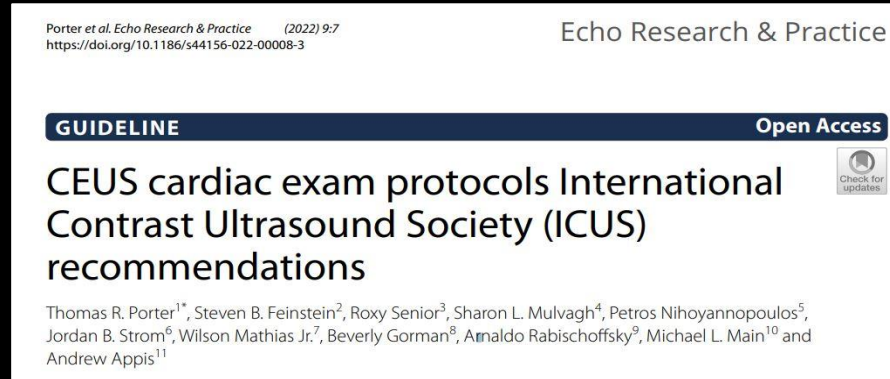 Porter et al. Echo Research & Practice (2022) 9:7
https://doi.org/10.1186/s44156-022-00008-3
Echo Research & Practice
GUIDELINE
Open Access
CEUS cardiac exam protocols International
Contrast Ultrasound Society (ICUS)
recommendations
Check for
updates
Thomas R. Porter1*, Steven B. Feinstein2, Roxy Senior3, Sharon L. Mulvagh4, Petros Nihoyannopoulos5,
Jordan B. Strom6, Wilson Mathias Jr.7, Beverly Gorman8, Arnaldo Rabischoffsky9, Michael L. Main10 and
Andrew Appis11